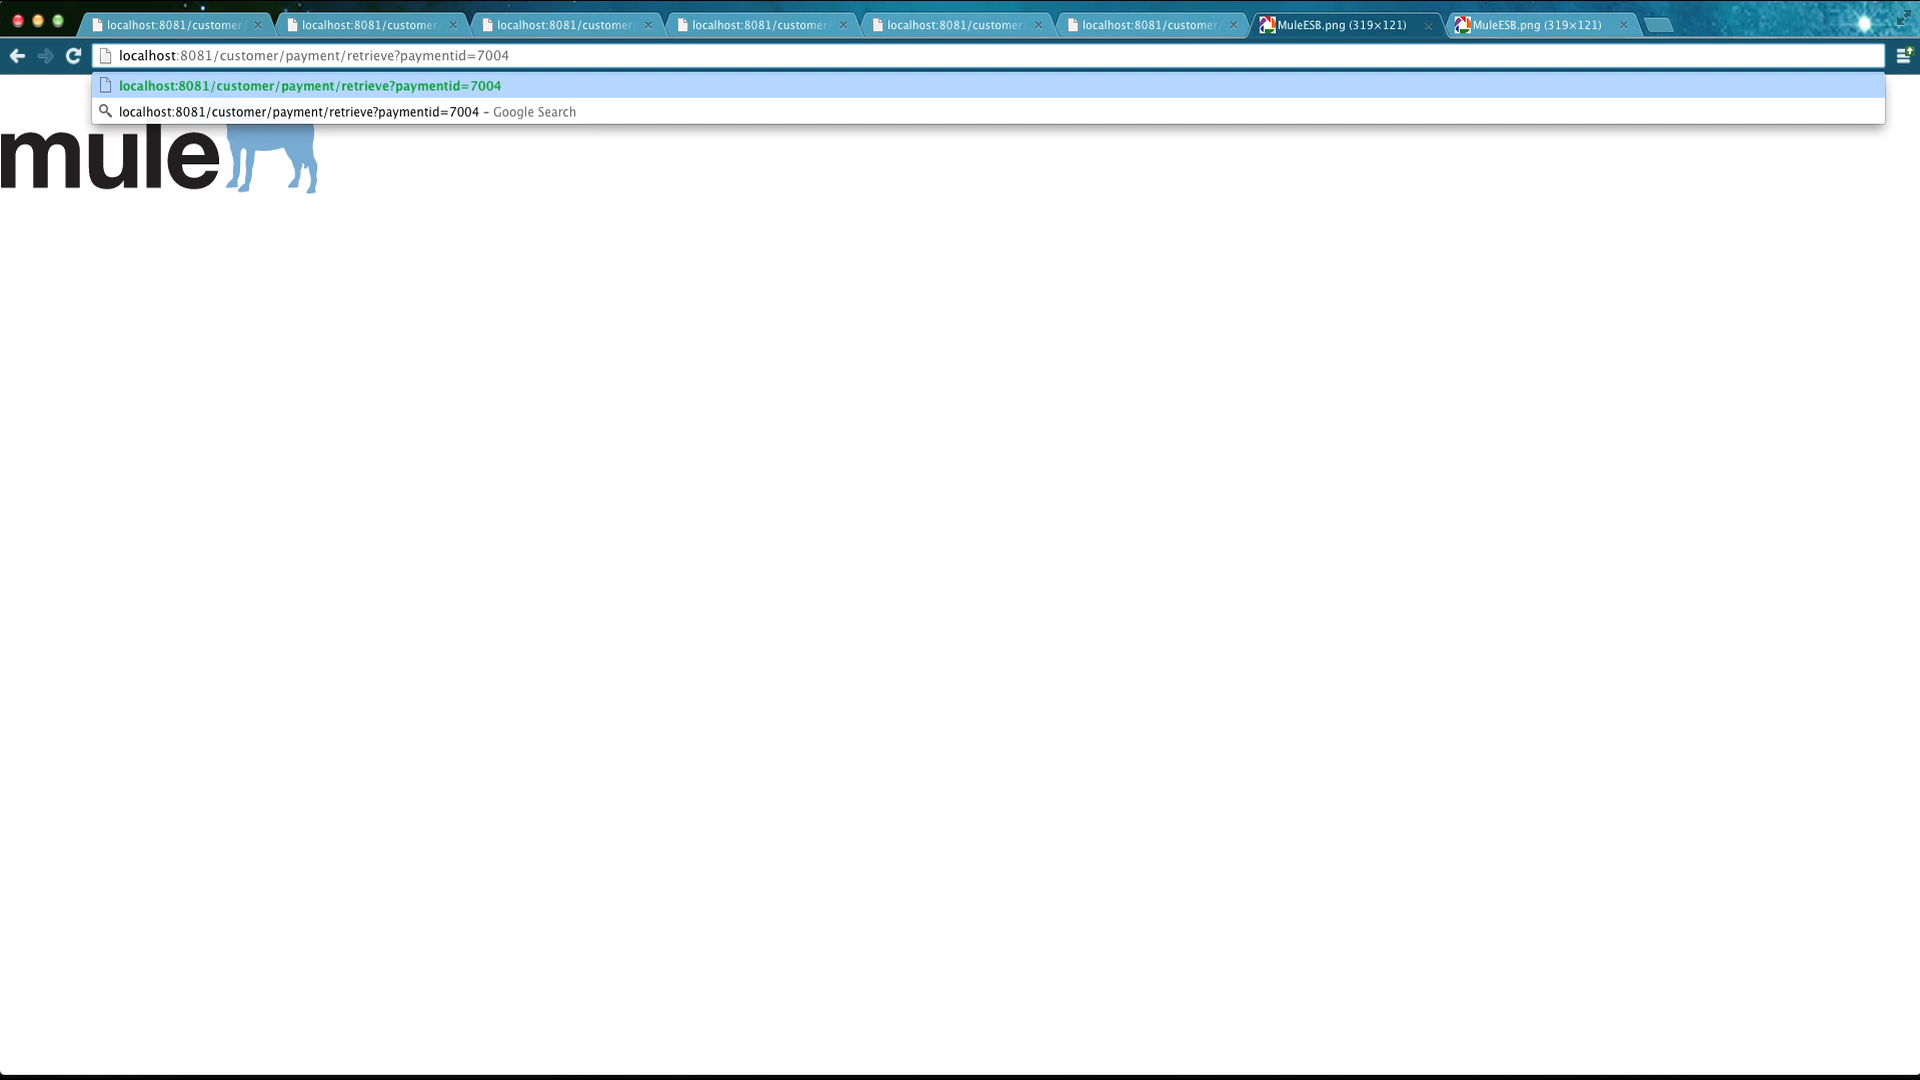 localhost:8081/customer localhost:8081/customer localhost:8081/customer localhost:8081/customer localhost:8081/customer localhost:8081/customer MuleESB.png (319×121) MuleESB.png (319×121)
localhost:8081/customer/payment/retrieve?paymentid=7004
localhost:8081/customer/payment/retrieve?paymentid=7004
localhost:8081/customer/payment/retrieve?paymentid=7004 – Google Search
mule